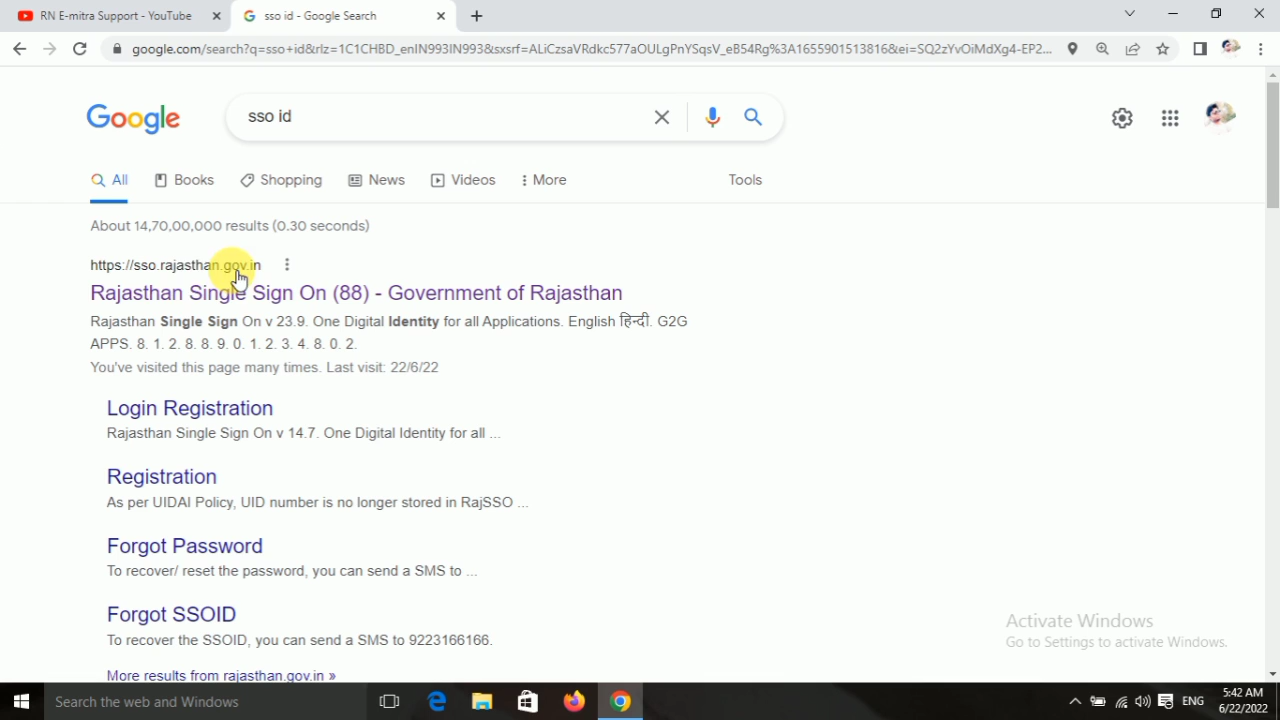 RN E-mitra Support - YouTube
sso id - Google Search
google.com/search?q=sso+id&rlz=1C1CHBD_enIN993IN993&sxsrf=ALiCzsaVRdkc577aOULgPnYSqsV_eB54Rg%3A1655901513816&ei=SQ2zYvOiMdXg4-EP2...
Google
sso id
All Books Shopping News Videos More Tools
About 14,70,00,000 results (0.30 seconds)
https://sso.rajasthan.gov.in
Rajasthan Single Sign On (88) - Government of Rajasthan
Rajasthan Single Sign On v 23.9. One Digital Identity for all Applications. English हिन्दी. G2G
APPS. 8. 1. 2. 8. 8. 9. 0. 1. 2. 3. 4. 8. 0. 2.
You've visited this page many times. Last visit: 22/6/22
Login Registration
Rajasthan Single Sign On v 14.7. One Digital Identity for all ...
Registration
As per UIDAI Policy, UID number is no longer stored in RajSSO ...
Forgot Password
To recover/ reset the password, you can send a SMS to ...
Forgot SSOID
To recover the SSOID, you can send a SMS to 9223166166.
More results from rajasthan.gov.in »
Activate Windows
Go to Settings to activate Windows.
Search the web and Windows
ENG
5:42 AM
6/22/2022